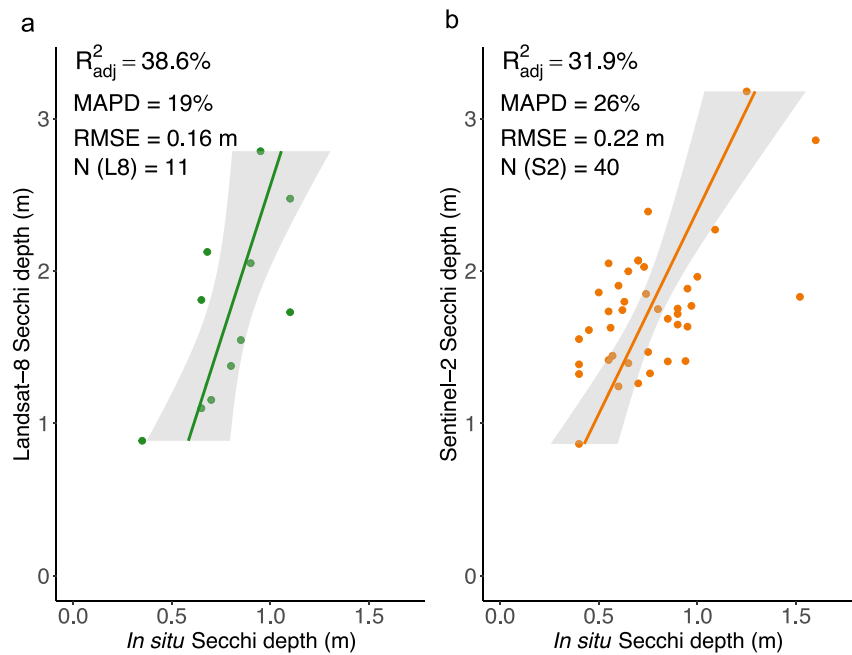 a
R²adj = 38.6%
MAPD = 19%
RMSE = 0.16 m
N (L8) = 11
3
2
1
0
Landsat−8 Secchi depth (m)
0.0 0.5 1.0 1.5
In situ Secchi depth (m)
b
R²adj = 31.9%
MAPD = 26%
RMSE = 0.22 m
N (S2) = 40
3
2
1
0
Sentinel−2 Secchi depth (m)
0.0 0.5 1.0 1.5
In situ Secchi depth (m)